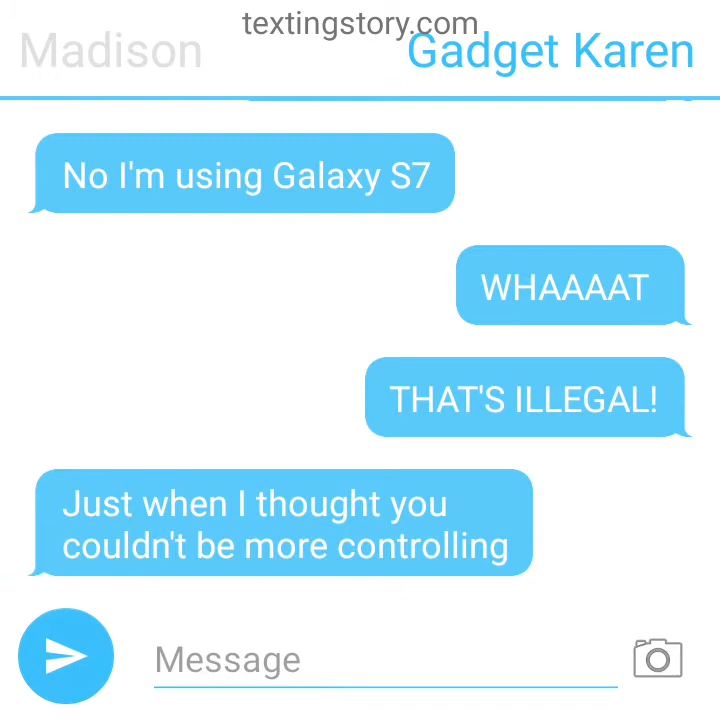 textingstory.com
Madison
Gadget Karen
No I'm using Galaxy S7
WHAAAAT
THAT'S ILLEGAL!
Just when I thought you
couldn't be more controlling
Message